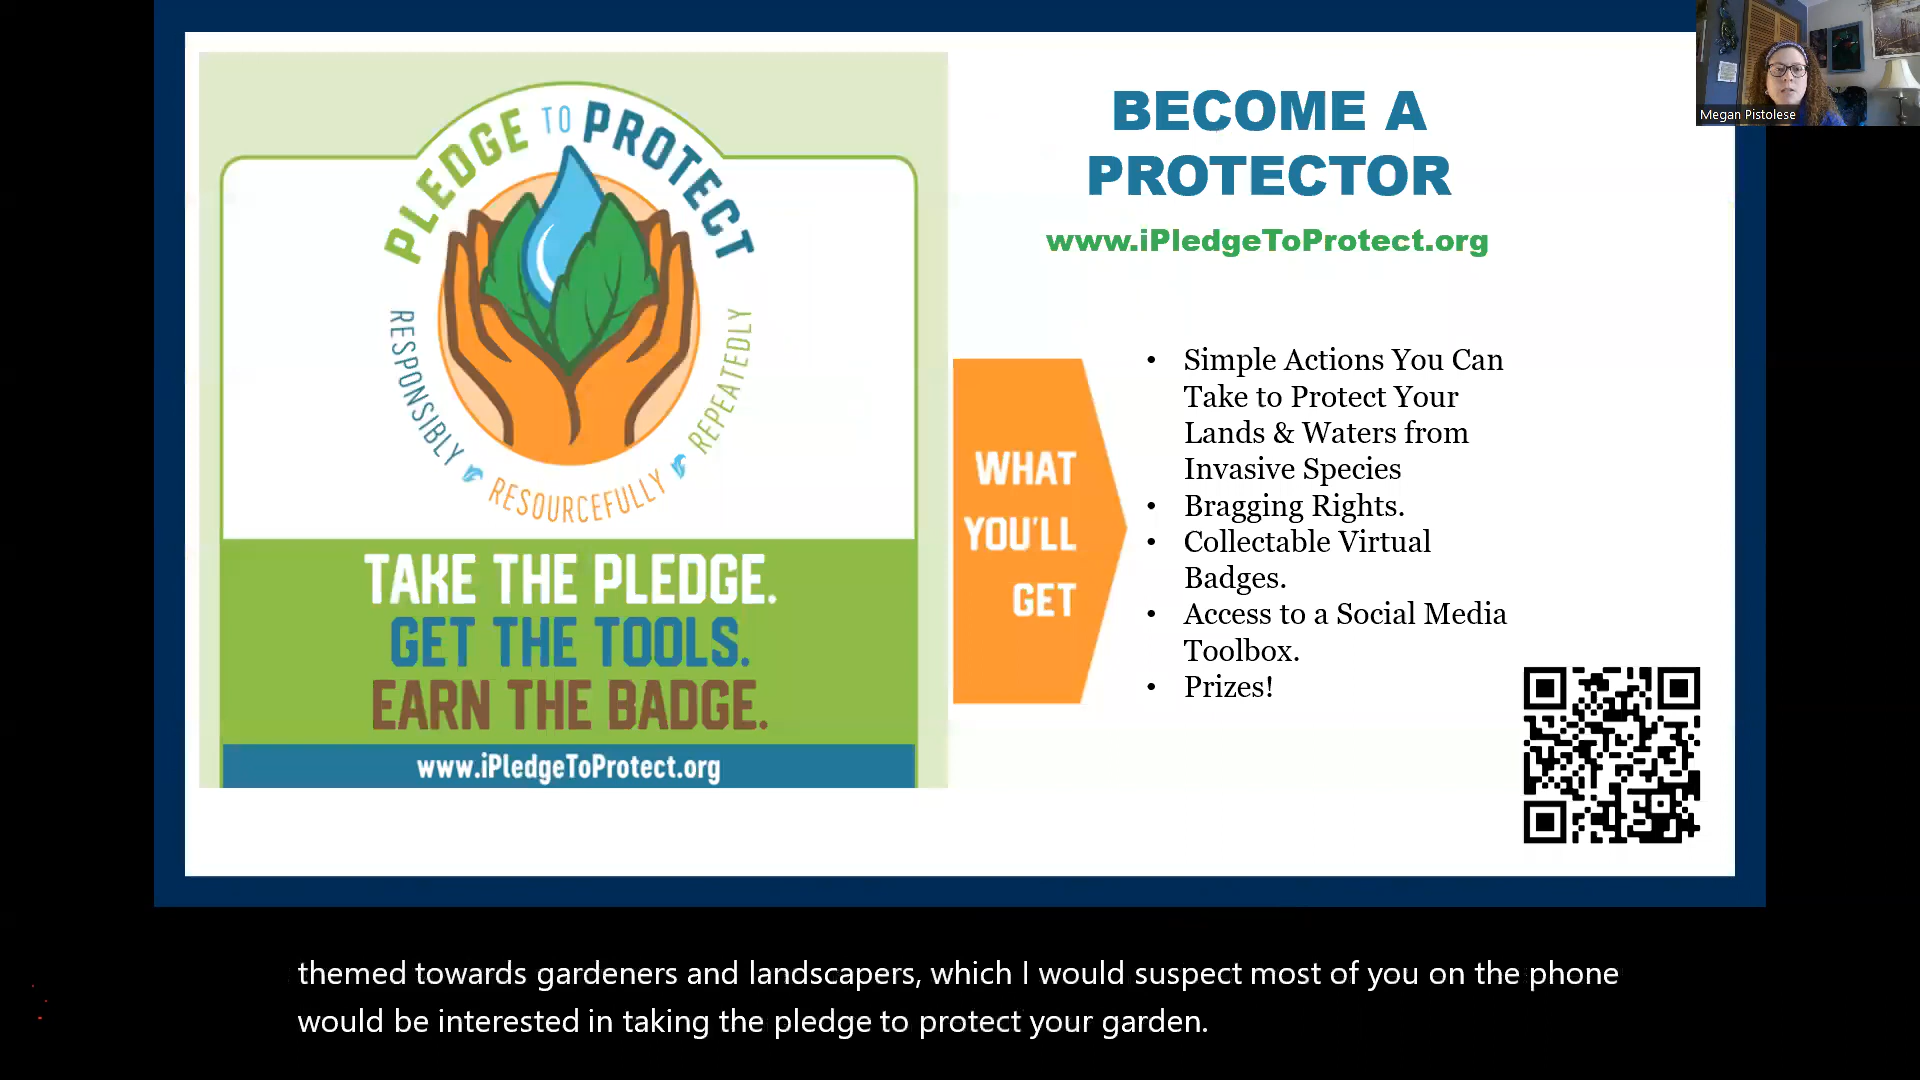 PLEDGE TO PROTECT
RESPONSIBLY
RESOURCEFULLY
REPEATEDLY
TAKE THE PLEDGE.
GET THE TOOLS.
EARN THE BADGE.
www.iPledgeToProtect.org
BECOME A
PROTECTOR
www.iPledgeToProtect.org
WHAT
YOU'LL
GET
• Simple Actions You Can
Take to Protect Your
Lands & Waters from
Invasive Species
• Bragging Rights.
• Collectable Virtual
Badges.
• Access to a Social Media
Toolbox.
• Prizes!
Megan Pistolese
themed towards gardeners and landscapers, which I would suspect most of you on the phone
would be interested in taking the pledge to protect your garden.